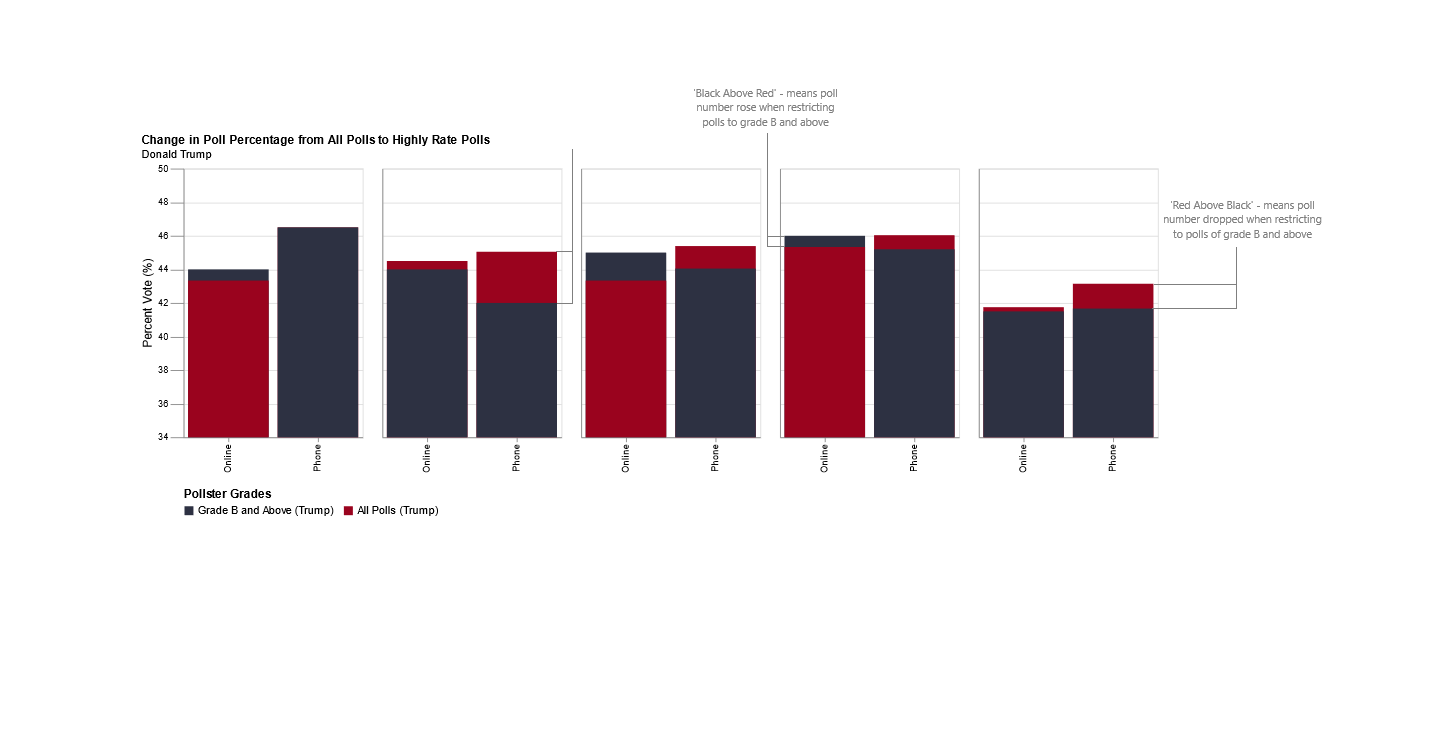 'Black Above Red' - means poll
number rose when restricting
polls to grade B and above
Change in Poll Percentage from All Polls to Highly Rate Polls
Donald Trump
'Red Above Black' - means poll
number dropped when restricting
to polls of grade B and above
Percent Vote (%)
50
48
46
44
42
40
38
36
34
Online
Phone
Online
Phone
Online
Phone
Online
Phone
Online
Phone
Pollster Grades
Grade B and Above (Trump)
All Polls (Trump)